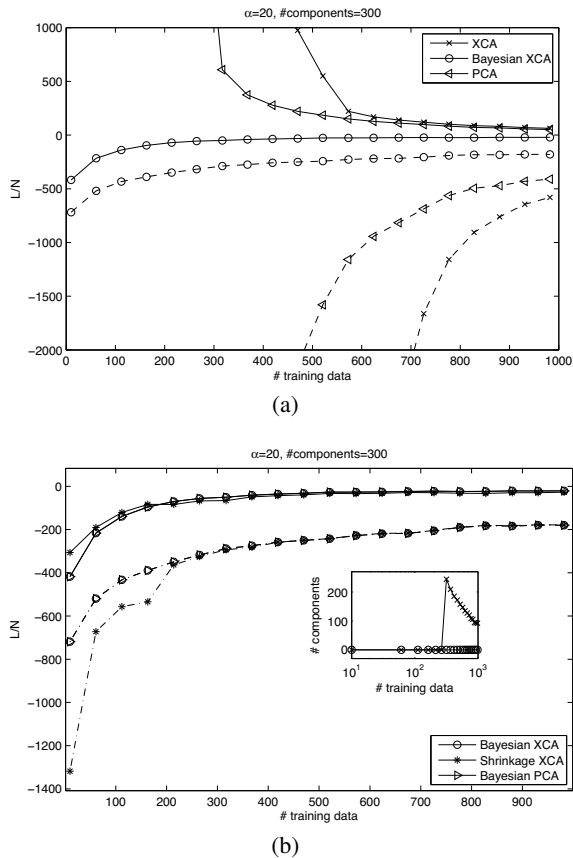 α=20, #components=300
1000
500
0
−500
−1000
−1500
−2000
L/N
0 100 200 300 400 500 600 700 800 900 1000
# training data
XCA
Bayesian XCA
PCA
(a)
α=20, #components=300
0
−200
−400
−600
−800
−1000
−1200
−1400
L/N
100 200 300 400 500 600 700 800 900
# training data
200
100
0
# components
10^1 10^2 10^3
# training data
Bayesian XCA
Shrinkage XCA
Bayesian PCA
(b)